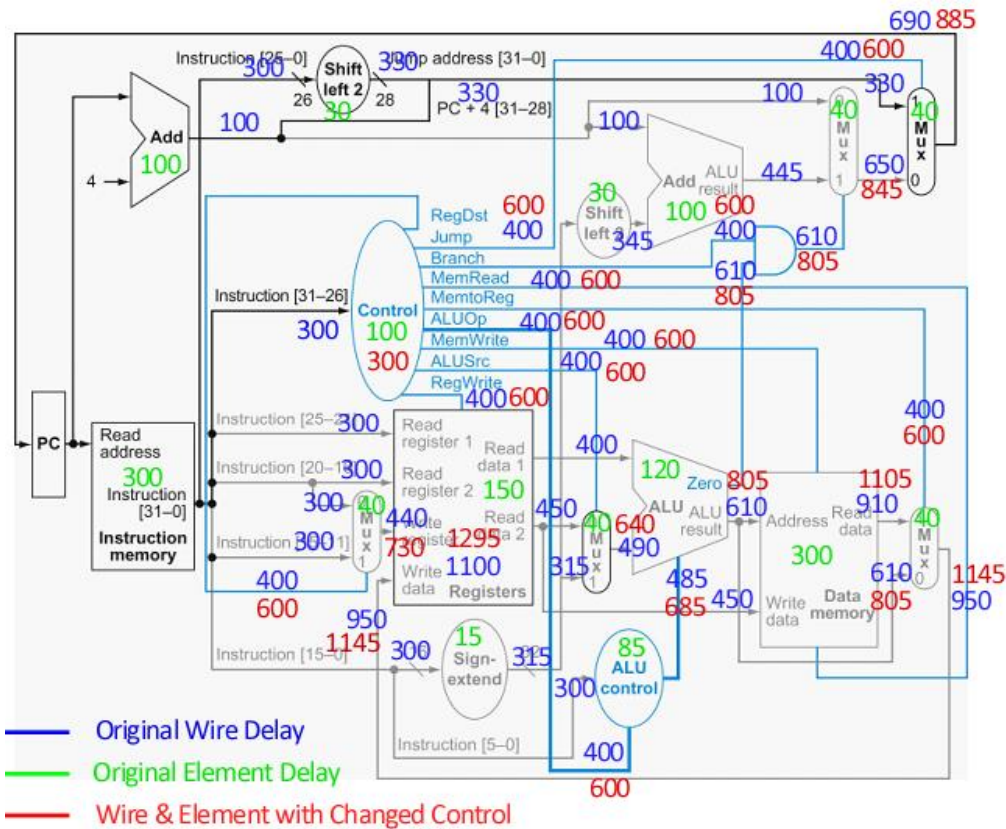 690 885
Instruction [25–0]
300
330
Jump address [31–0]
400 600
Shift
left 2
26
28
30
330
PC + 4 [31–28]
330
100
0
40
Mux
1
1
40
Mux
0
100
100
Add
100
4
Add
ALU
result
100
445
650
845
30
Shift
345
RegDst
Jump
Branch
MemRead
MemtoReg
ALUOp
MemWrite
ALUSrc
RegWrite
600
400
600
400
610
805
610
805
400 600
400 600
400 600
400
600
400 600
Instruction [31–26]
300
Control
100
300
PC
Read
address
300
Instruction
[31–0]
Instruction
memory
300
300
300
300
0
40
Mux
1
440
730
400
600
Read
register 1
Read
register 2
Write
register
Write
data
Read
data 1
Read
data 2
150
1295
1100
Registers
400
450
315
40
Mux
1
640
490
120
Zero
ALU
ALU
result
805
610
485
685
450
1105
910
Address
Read
data
300
Write
data
Data
memory
400
600
40
Mux
0
610
805
1145
950
950
1145
Instruction [15–0]
300
15
Sign-
extend
315
300
85
ALU
control
Instruction [5–0]
400
600
Original Wire Delay
Original Element Delay
Wire & Element with Changed Control